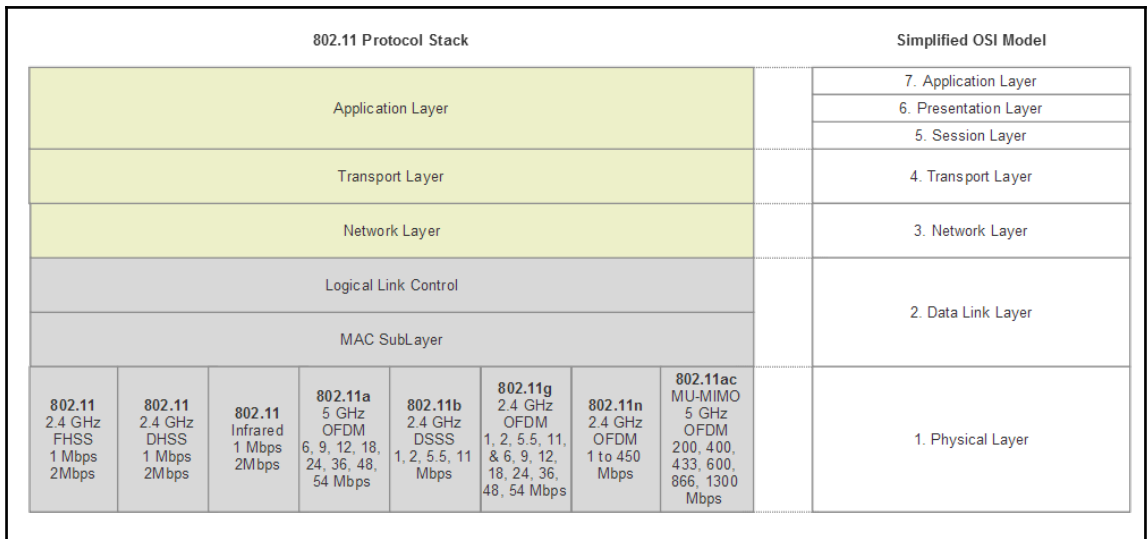 802.11 Protocol Stack
Simplified OSI Model
Application Layer
7. Application Layer
6. Presentation Layer
5. Session Layer
Transport Layer
4. Transport Layer
Network Layer
3. Network Layer
Logical Link Control
MAC SubLayer
2. Data Link Layer
802.11
2.4 GHz
FHSS
1 Mbps
2Mbps
802.11
2.4 GHz
DHSS
1 Mbps
2Mbps
802.11
Infrared
1 Mbps
2Mbps
802.11a
5 GHz
OFDM
6, 9, 12, 18,
24, 36, 48,
54 Mbps
802.11b
2.4 GHz
DSSS
1, 2, 5.5, 11
Mbps
802.11g
2.4 GHz
OFDM
1, 2, 5.5, 11,
& 6, 9, 12,
18, 24, 36,
48, 54 Mbps
802.11n
2.4 GHz
OFDM
1 to 450
Mbps
802.11ac
MU-MIMO
5 GHz
OFDM
200, 400,
433, 600,
866, 1300
Mbps
1. Physical Layer